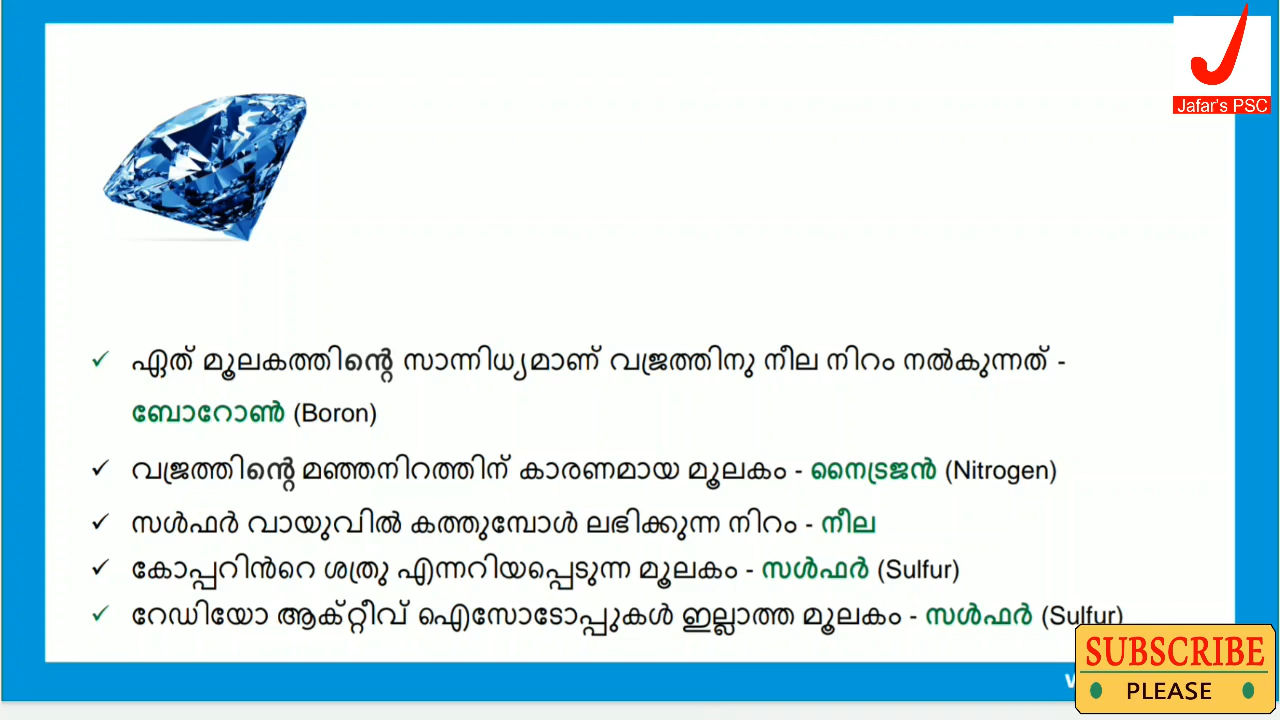 Jafar's PSC
ഏത് മൂലകത്തിന്റെ സാന്നിധ്യമാണ് വജ്രത്തിനു നീല നിറം നൽകുന്നത് -
ബോറോൺ (Boron)
വജ്രത്തിന്റെ മഞ്ഞനിറത്തിന് കാരണമായ മൂലകം - നൈട്രജൻ (Nitrogen)
സൾഫർ വായുവിൽ കത്തുമ്പോൾ ലഭിക്കുന്ന നിറം - നീല
കോപ്പറിൻറെ ശത്രു എന്നറിയപ്പെടുന്ന മൂലകം - സൾഫർ (Sulfur)
റേഡിയോ ആക്റ്റീവ് ഐസോടോപ്പുകൾ ഇല്ലാത്ത മൂലകം - സൾഫർ (Sulfur)
SUBSCRIBE
PLEASE